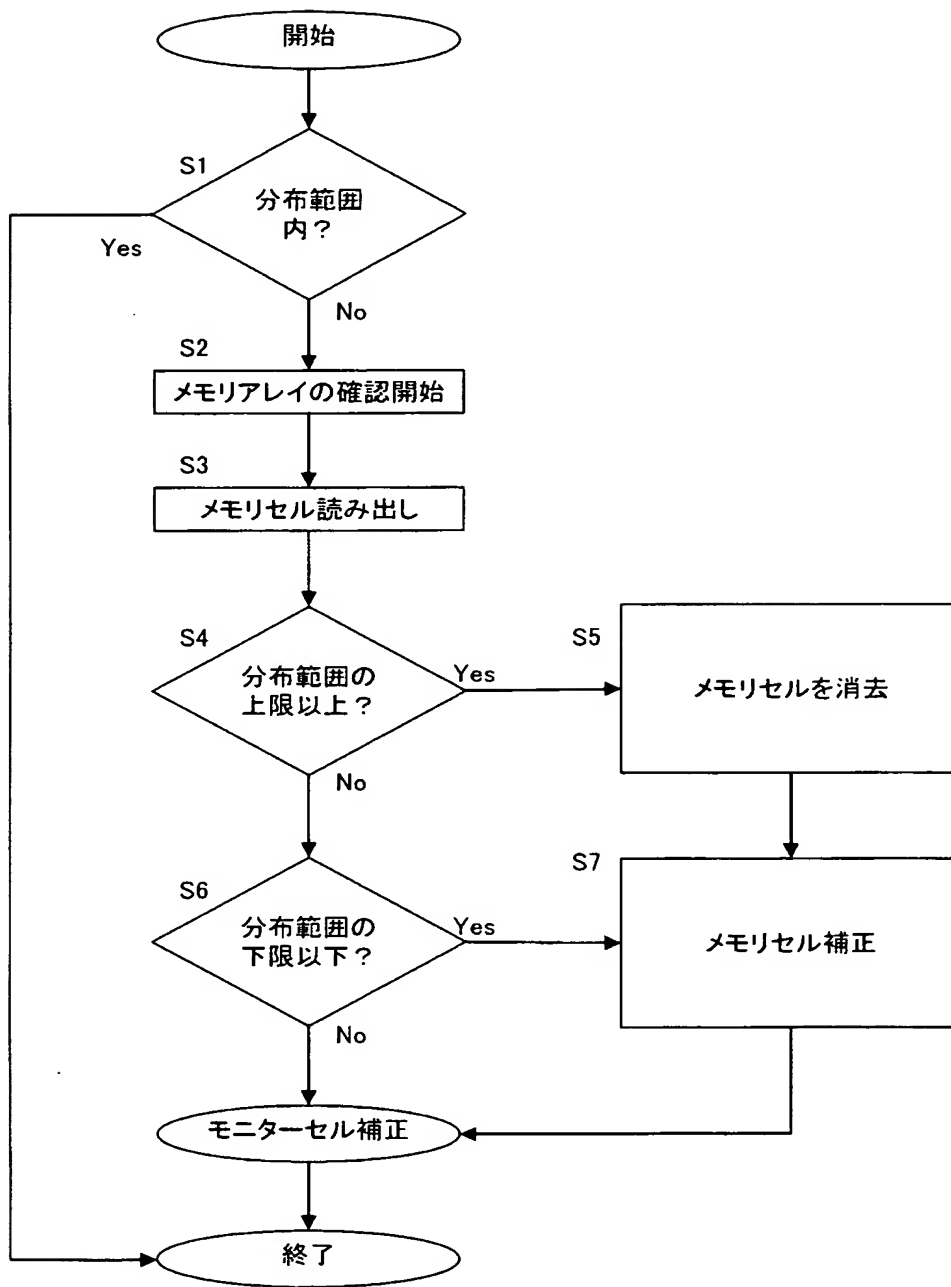 開始
S1
分布範囲
内？
Yes
No
S2
メモリアレイの確認開始
S3
メモリセル読み出し
S4
分布範囲の
上限以上？
Yes
S5
メモリセルを消去
No
S6
分布範囲の
下限以下？
Yes
S7
メモリセル補正
No
モニターセル補正
終了